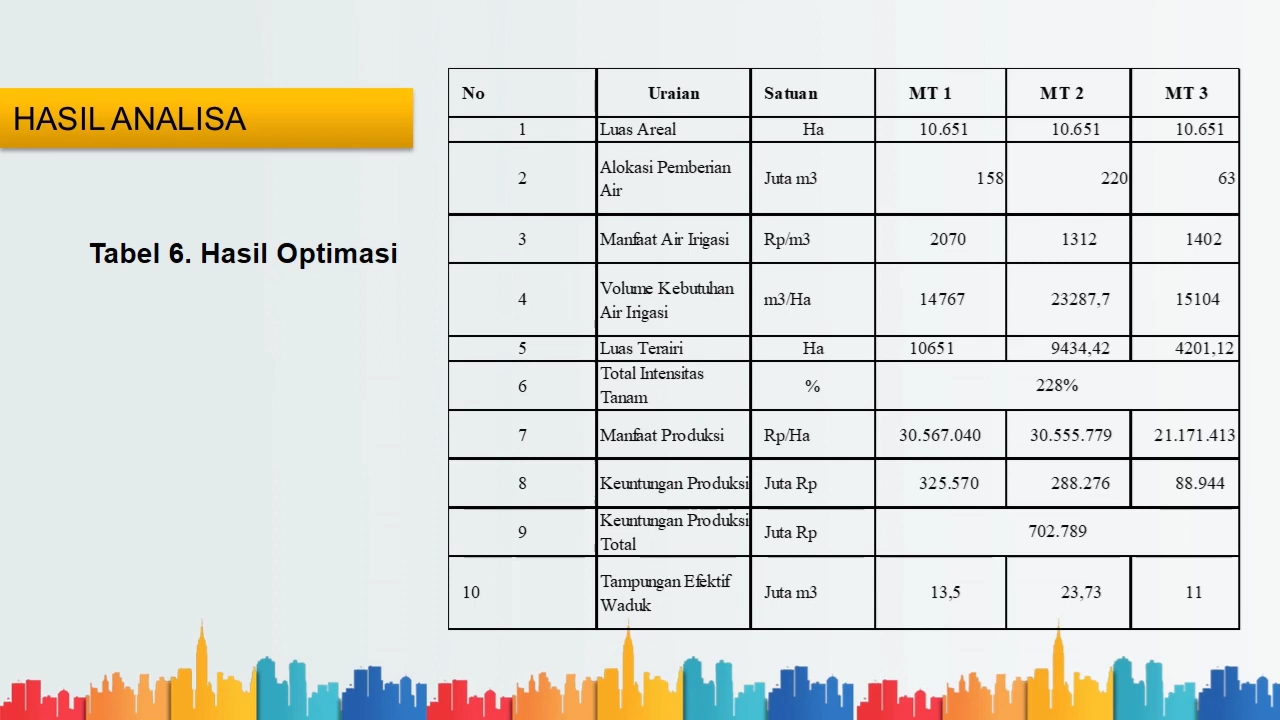 HASIL ANALISA
Tabel 6. Hasil Optimasi
No Uraian Satuan MT 1 MT 2 MT 3
1 Luas Areal Ha 10.651 10.651 10.651
2 Alokasi Pemberian Air Juta m3 158 220 63
3 Manfaat Air Irigasi Rp/m3 2070 1312 1402
4 Volume Kebutuhan Air Irigasi m3/Ha 14767 23287,7 15104
5 Luas Terairi Ha 10651 9434,42 4201,12
6 Total Intensitas Tanam % 228%
7 Manfaat Produksi Rp/Ha 30.567.040 30.555.779 21.171.413
8 Keuntungan Produksi Juta Rp 325.570 288.276 88.944
9 Keuntungan Produksi Total Juta Rp 702.789
10 Tampungan Efektif Waduk Juta m3 13,5 23,73 11